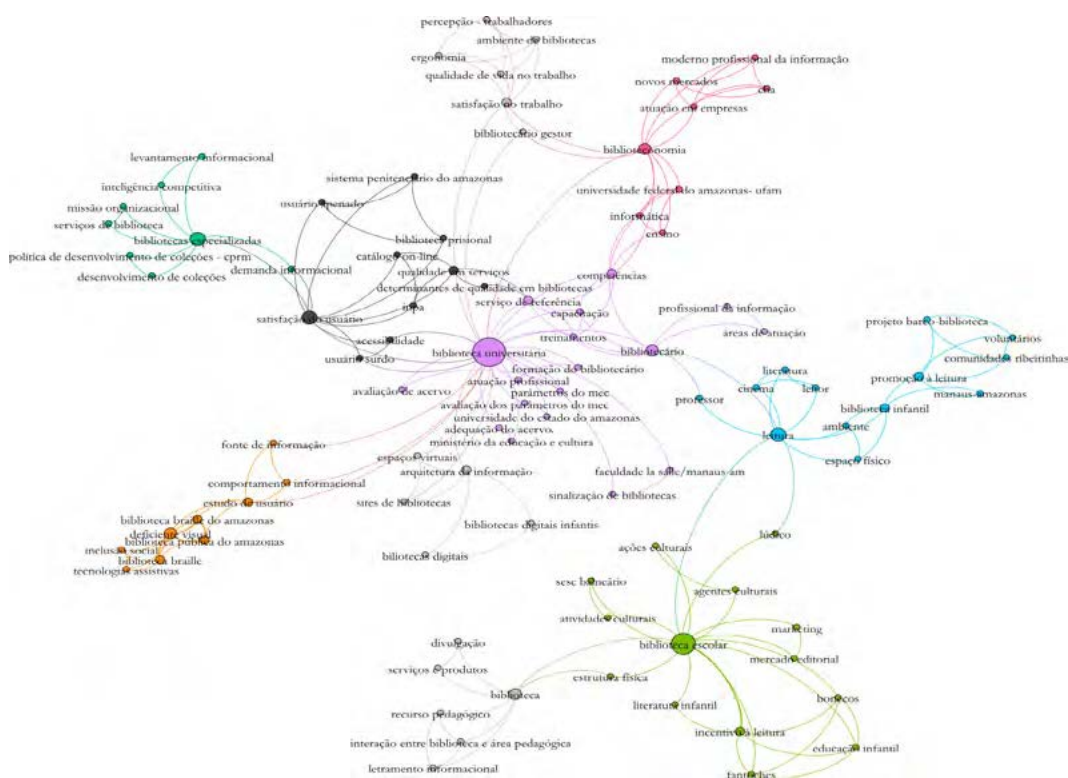 percepção - trabalhadores
ambiente de bibliotecas
ergonomia
qualidade de vida no trabalho
satisfação no trabalho
bibliotecário gestor
moderno profissional da informação
novos mercados
cha
atuação em empresas
biblioteconomia
universidade federal do amazonas- ufam
informática
ensino
competências
levantamento informacional
inteligência competitiva
missão organizacional
serviços de biblioteca
bibliotecas especializadas
política de desenvolvimento de coleções - cprm
desenvolvimento de coleções
demanda informacional
sistema penitenciário do amazonas
usuário apenado
biblioteca prisional
catálogo on-line
qualidade em serviços
determinantes de qualidade em bibliotecas
inpa
satisfação do usuário
acessibilidade
usuário surdo
serviço de referência
capacitação
treinamentos
biblioteca universitária
bibliotecário
profissional da informação
áreas de atuação
formação do bibliotecário
atuação profissional
avaliação de acervo
parâmetros do mec
avaliação dos parâmetros do mec
universidade do estado do amazonas
adequação do acervo.
ministério da educação e cultura
projeto barco-biblioteca
voluntários
comunidades ribeirinhas
promoção à leitura
manaus-amazonas
literatura
cinema
leitor
professor
biblioteca infantil
ambiente
leitura
espaço físico
fonte de informação
espaços virtuais
arquitetura da informação
comportamento informacional
estudo de usuário
sites de bibliotecas
faculdade la salle/manaus-am
sinalização de bibliotecas
biblioteca braille do amazonas
deficiente visual
biblioteca pública do amazonas
inclusão social
biblioteca braille
tecnologias assistivas
bibliotecas digitais infantis
biliotecas digitais
lúdico
ações culturais
sesc balneário
agentes culturais
atividades culturais
marketing
biblioteca escolar
mercado editorial
divulgação
serviços e produtos
estrutura física
biblioteca
literatura infantil
bonecos
recurso pedagógico
incentivo à leitura
interação entre biblioteca e área pedagógica
educação infantil
letramento informacional
fantoches